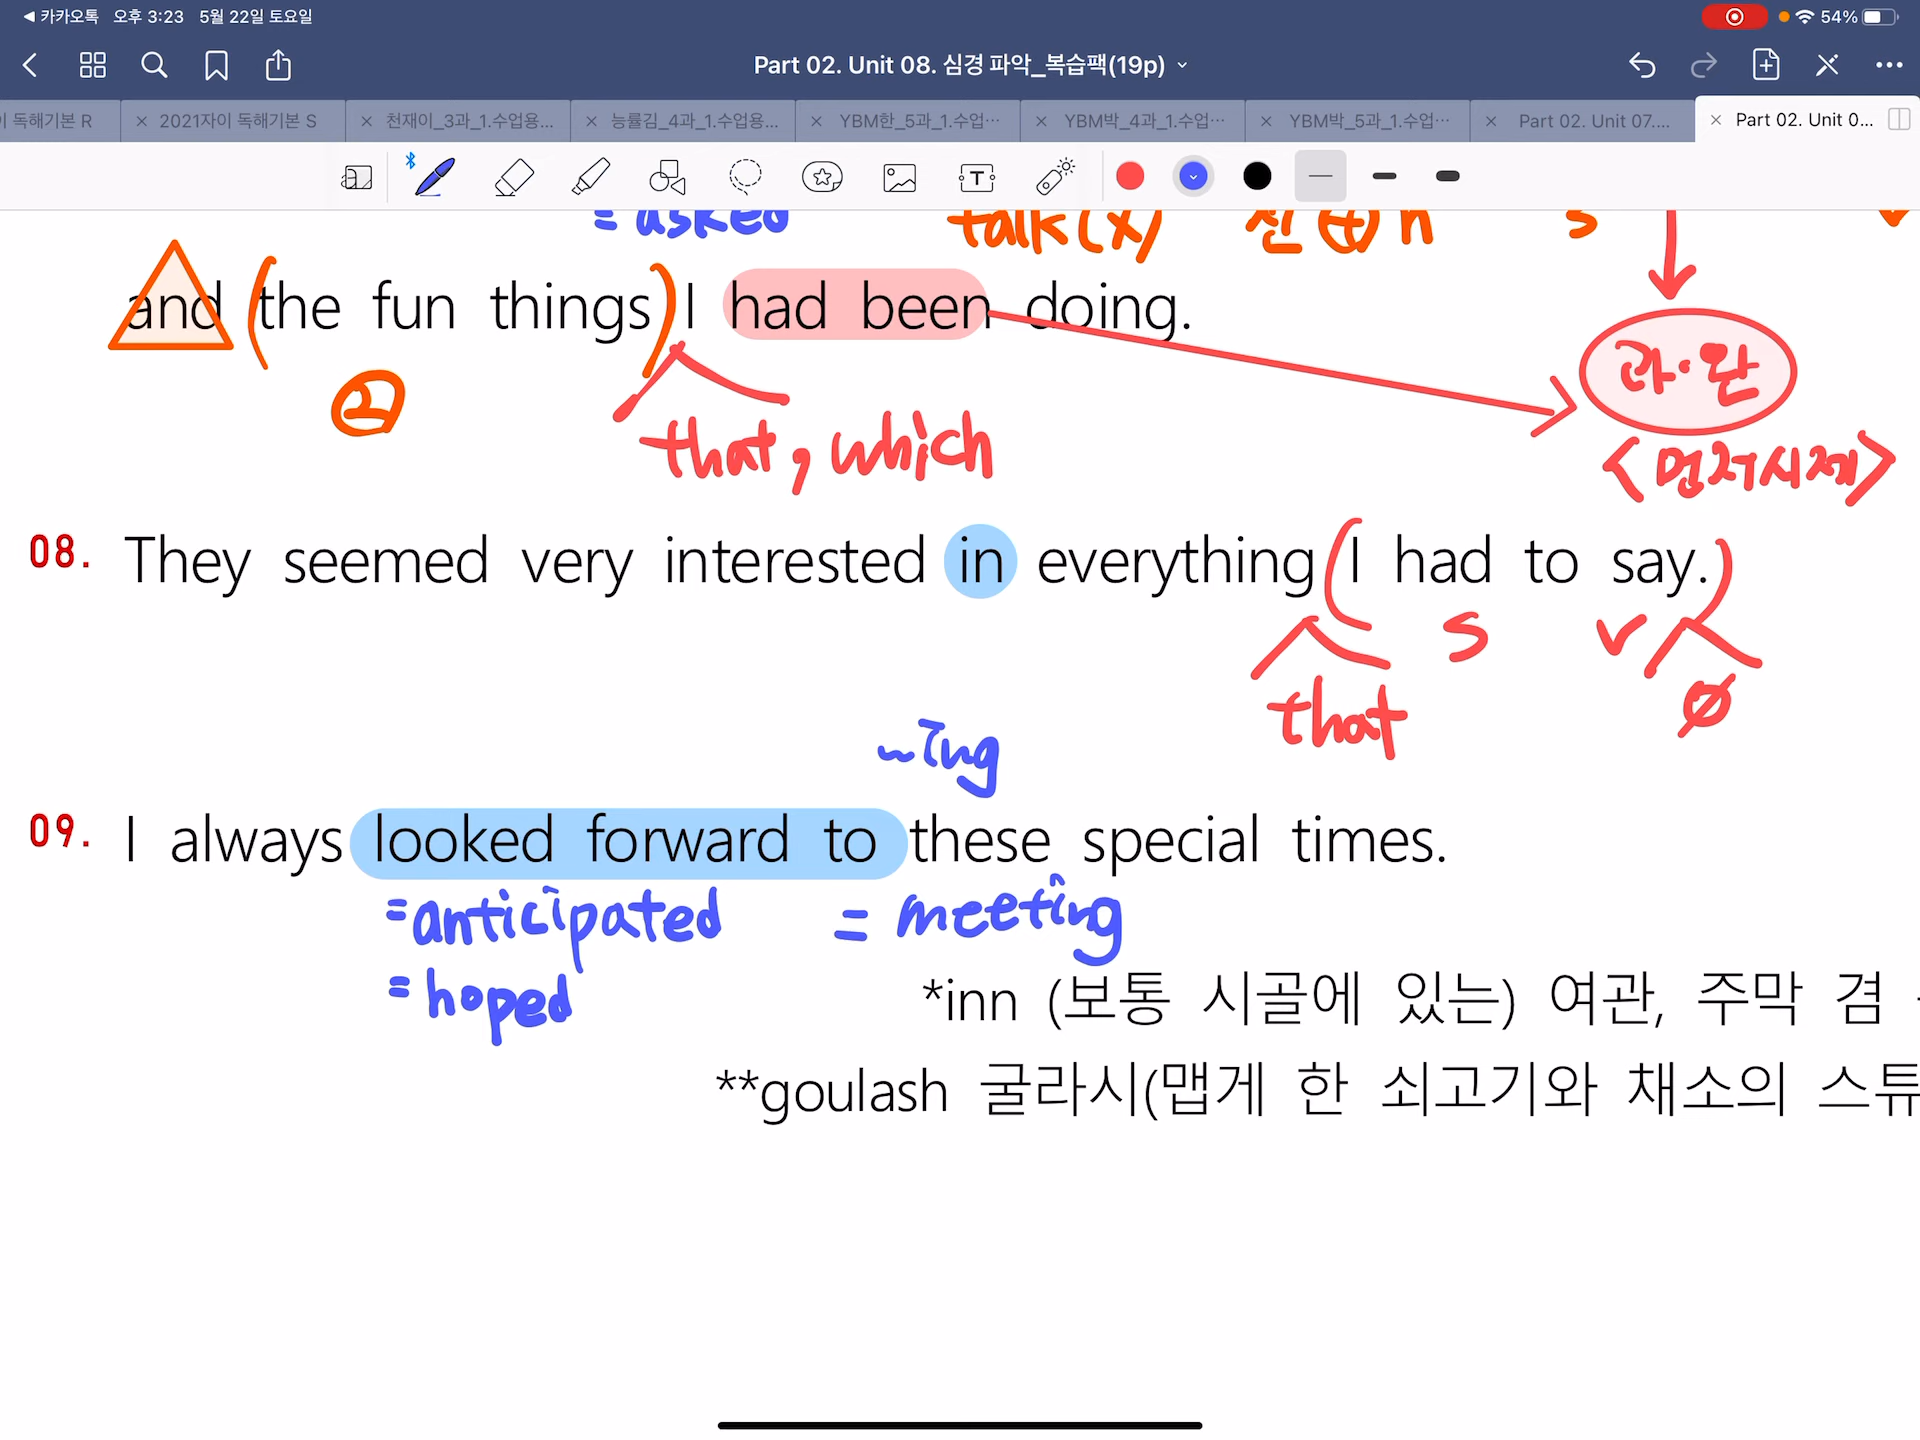 ◀ 카카오톡 오후 3:23 5월 22일 토요일 54%
Part 02. Unit 08. 심경 파악_복습팩(19p)
독해기본 R × 2021자이 독해기본 S × 천재이_3과_1.수업용... × 능률김_4과_1.수업용... × YBM한_5과_1.수업... × YBM박_4과_1.수업... × YBM박_5과_1.수업... × Part 02. Unit 07.... × Part 02. Unit 0...
= asked talk(x) 전 ⊕ n s
and (the fun things) I had been doing.
과·완
②
that, which
<먼저시제>
08. They seemed very interested in everything (I had to say.)
s v
that ∅
~ing
09. I always looked forward to these special times.
=anticipated = meeting
=hoped
*inn (보통 시골에 있는) 여관, 주막 겸
**goulash 굴라시(맵게 한 쇠고기와 채소의 스튜